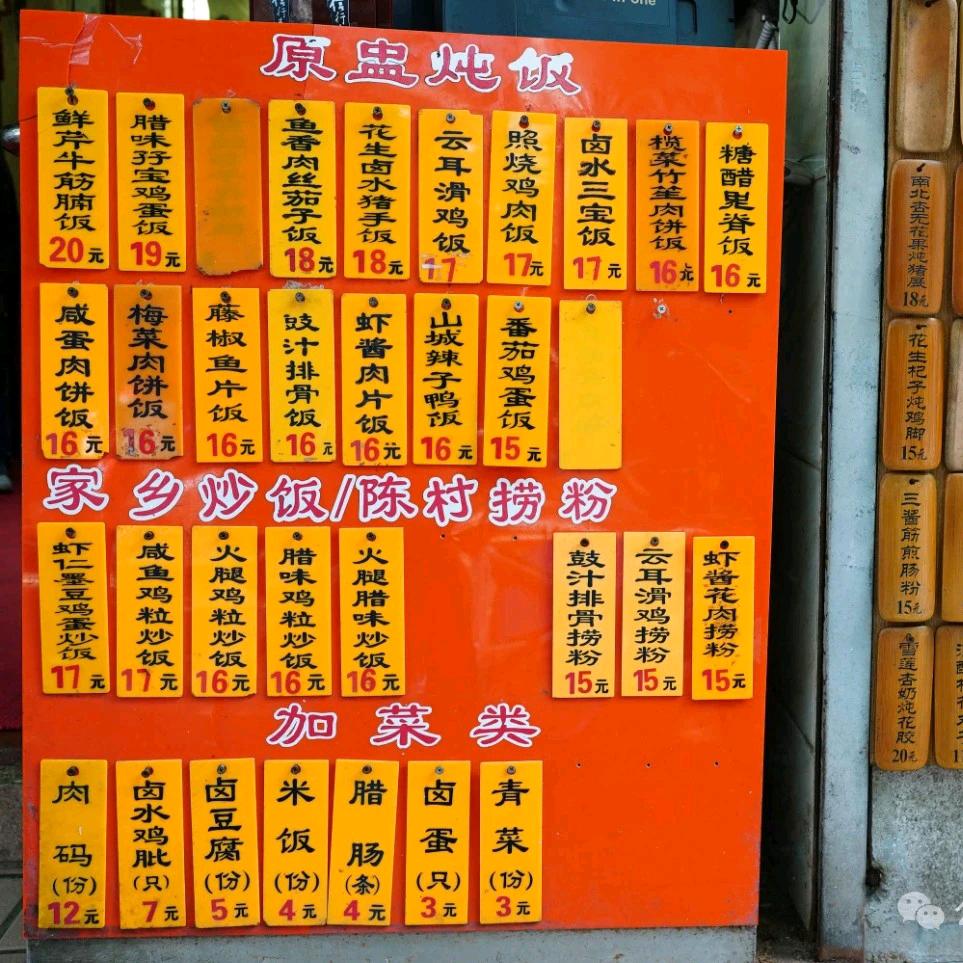 原盅炖饭
鲜芹牛筋腩饭 20元
腊味孖宝鸡蛋饭 19元
鱼香肉丝茄子饭 18元
花生卤水猪手饭 18元
云耳滑鸡饭 17
照烧鸡肉饭 17元
卤水三宝饭 17元
榄菜竹笙肉饼饭 16元
糖醋里脊饭 16元
咸蛋肉饼饭 16元
梅菜肉饼饭 16元
藤椒鱼片饭 16元
豉汁排骨饭 16元
虾酱肉片饭 16元
山城辣子鸭饭 16元
番茄鸡蛋饭 15元
家乡炒饭/陈村捞粉
虾仁墨豆鸡蛋炒饭 17元
咸鱼鸡粒炒饭 17元
火腿鸡粒炒饭 16元
腊味鸡粒炒饭 16元
火腿腊味炒饭 16元
鼓汁排骨捞粉 15元
云耳滑鸡捞粉 15元
虾酱花肉捞粉 15元
加菜类
肉码(份) 12元
卤水鸡肶(只) 7元
卤豆腐(份) 5元
米饭(份) 4元
腊肠(条) 4元
卤蛋(只) 3元
青菜(份) 3元
南北杏无花果炖猪展 18元
花生杞子炖鸡脚 15元
三酱筋煎肠粉 15元
雪莲杏奶炖花胶 20元